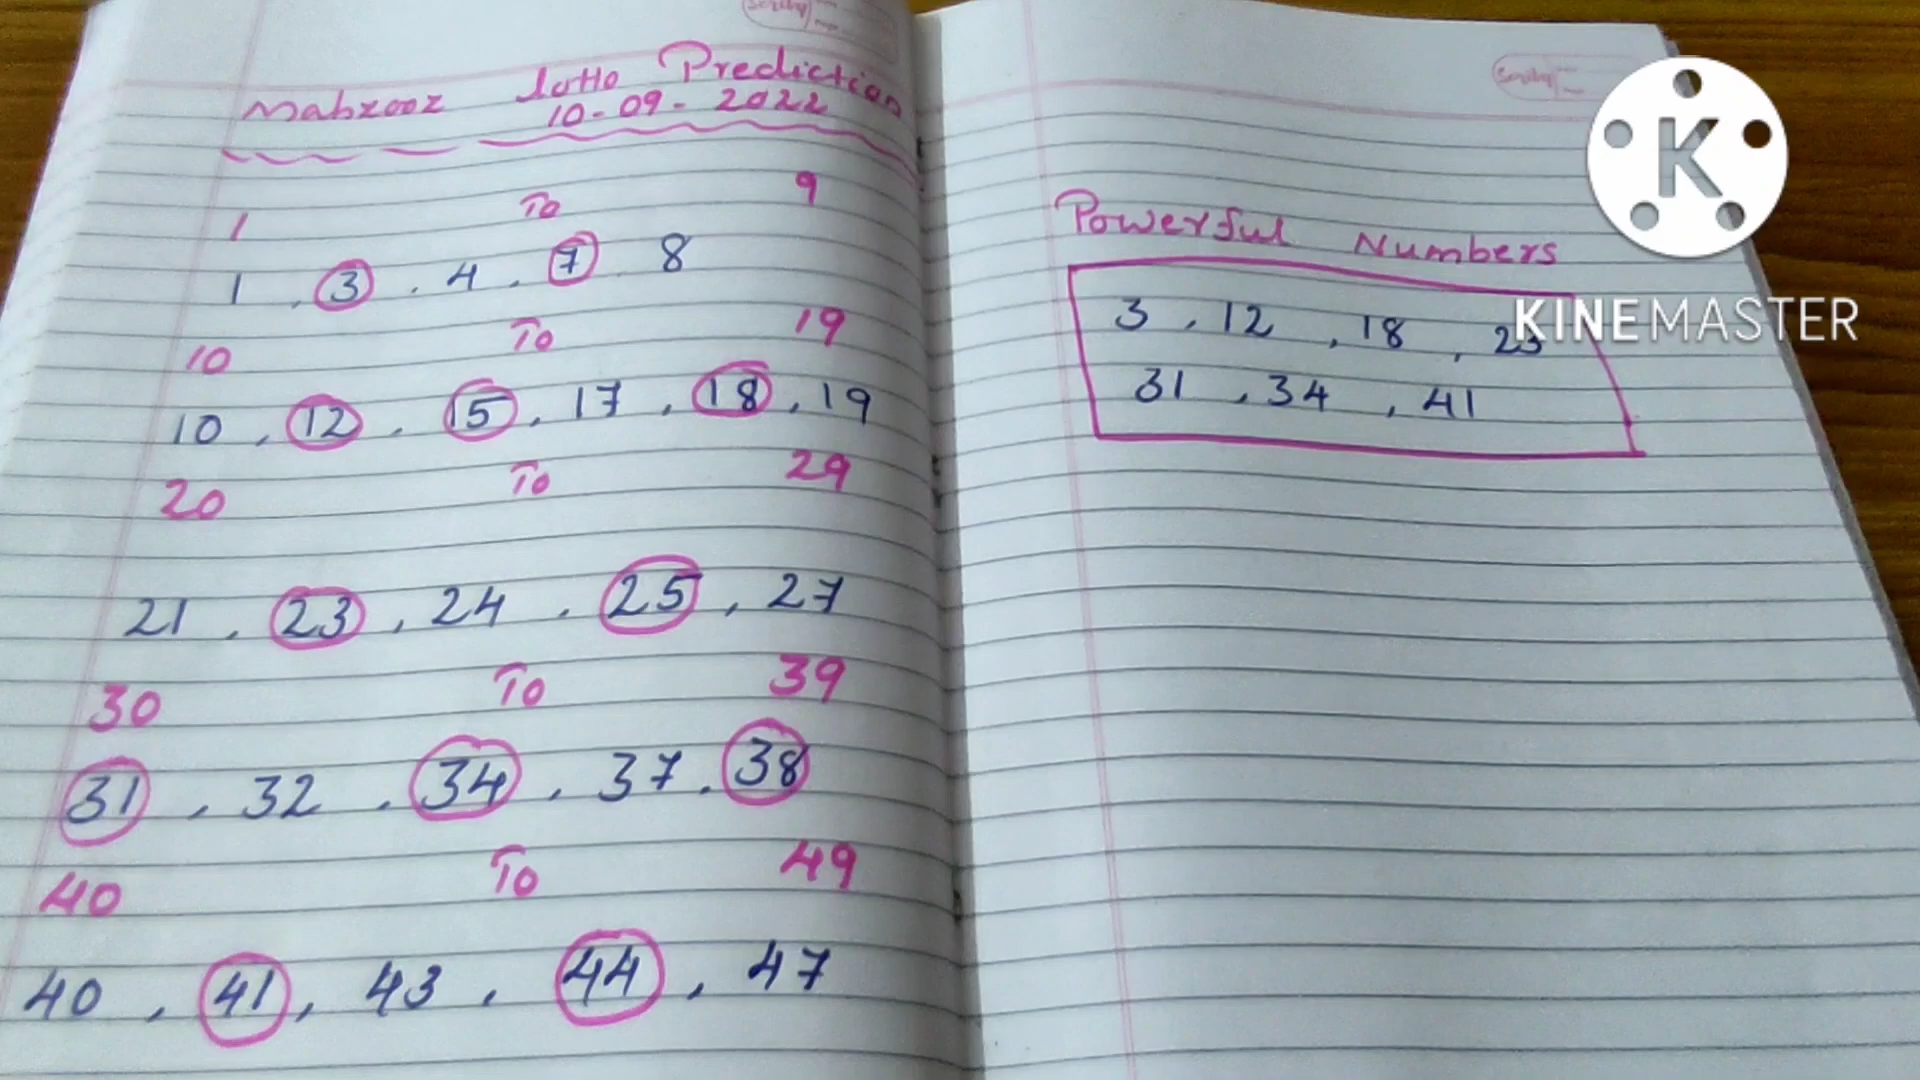 Mabzooz Lotto Prediction
10-09-2022
1 To 9
1, 3, 4, 7, 8
10 To 19
10, 12, 15, 17, 18, 19
20 To 29
21, 23, 24, 25, 27
30 To 39
31, 32, 34, 37, 38
40 To 49
40, 41, 43, 44, 47
Powerful Numbers
3, 12, 18, 23
31, 34, 41
K
KINEMASTER